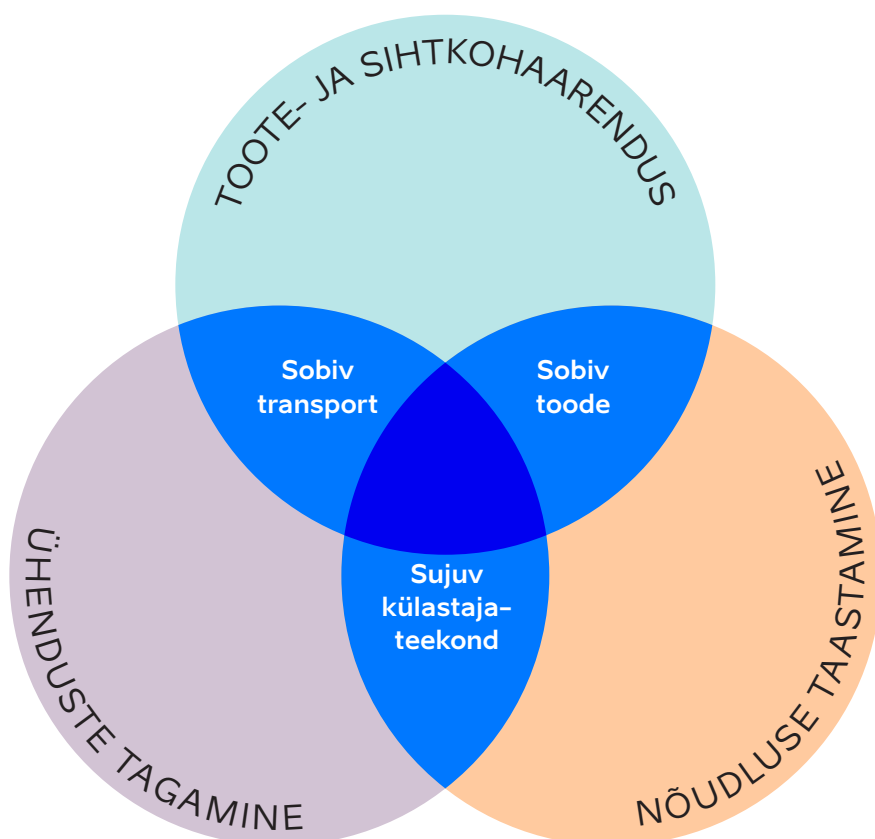 TOOTE- JA SIHTKOHAARENDUS
Sobiv
transport
Sobiv
toode
Sujuv
külastaja-
teekond
ÜHENDUSTE TAGAMINE
NÕUDLUSE TAASTAMINE